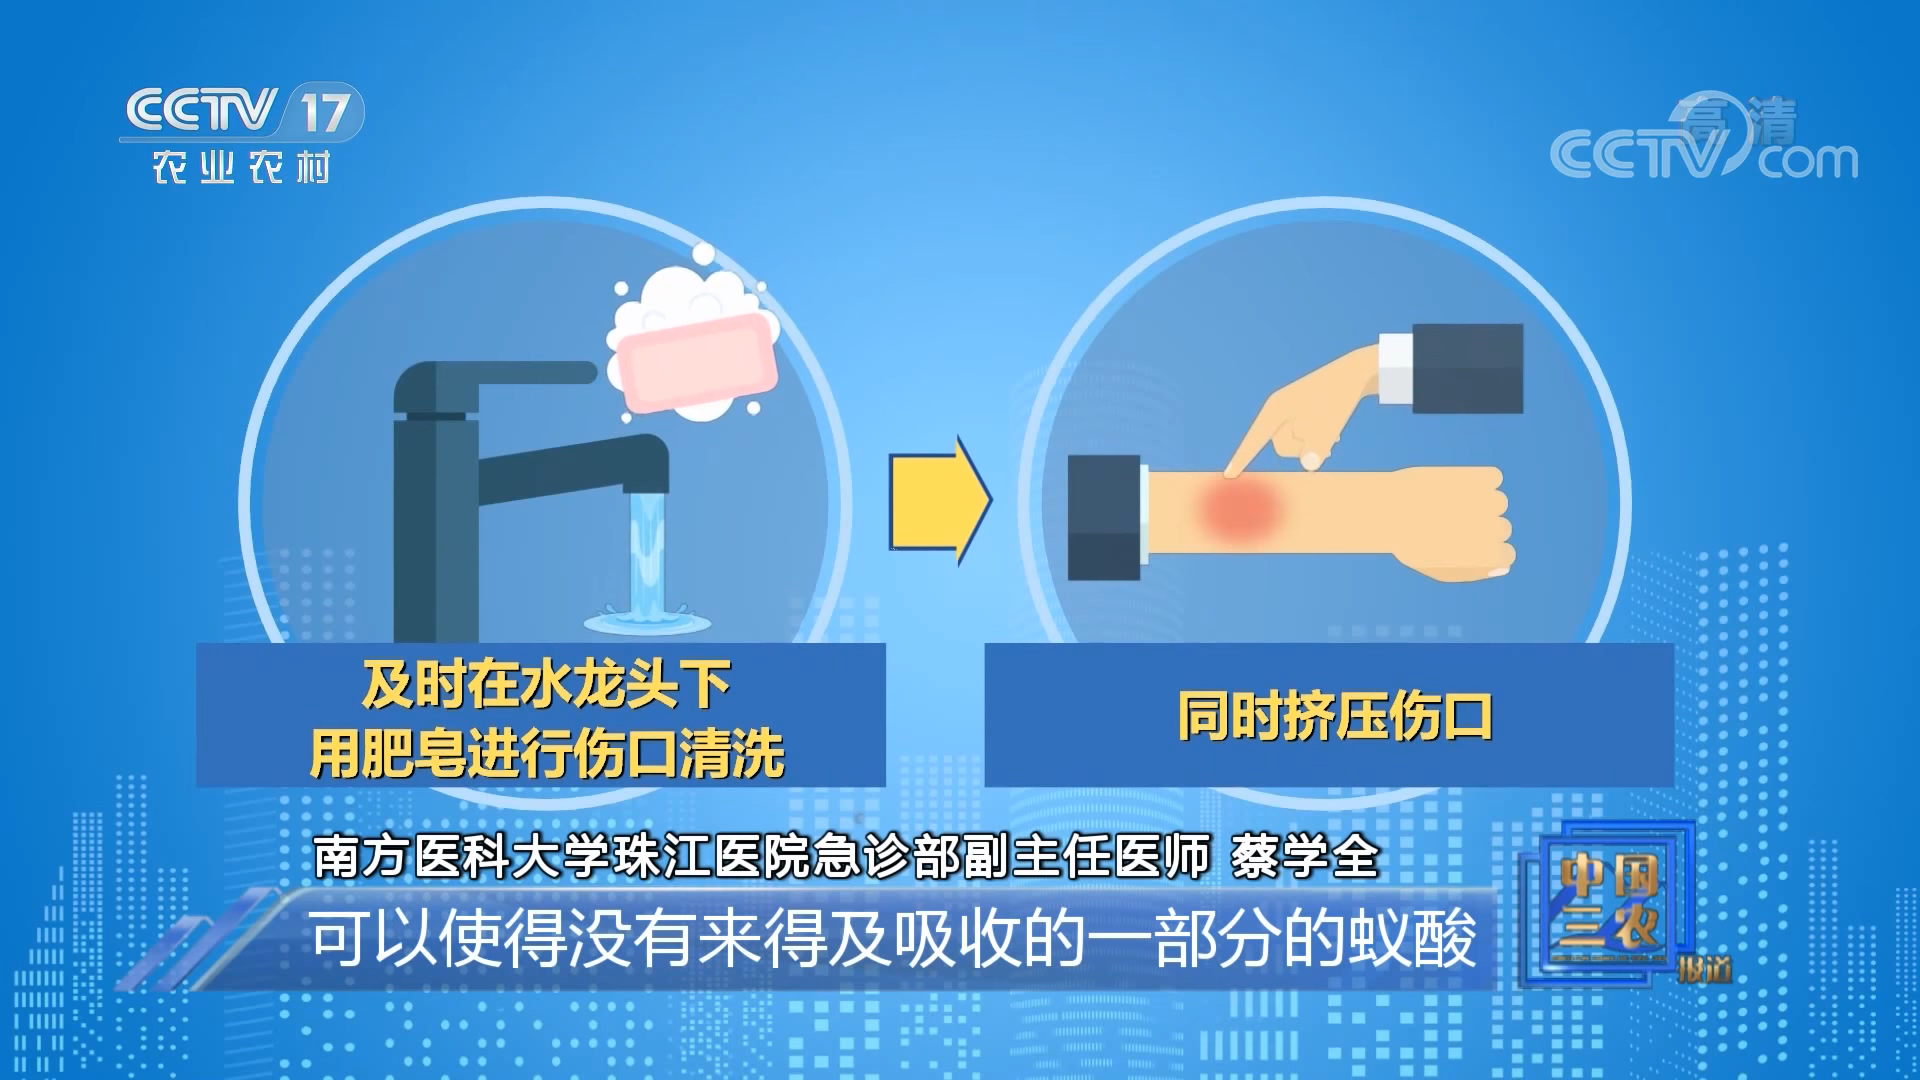 CCTV 17
农业农村
高清
CCTV.com
及时在水龙头下
用肥皂进行伤口清洗
同时挤压伤口
南方医科大学珠江医院急诊部副主任医师 蔡学全
可以使得没有来得及吸收的一部分的蚁酸
中国
三农
报道